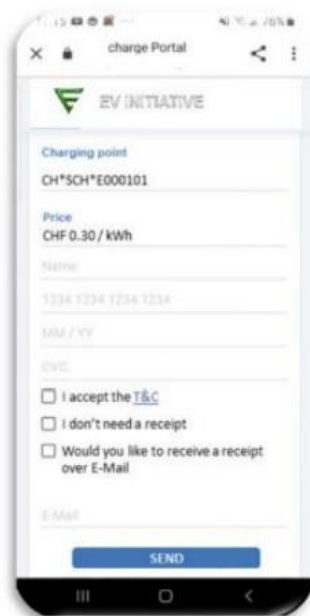 76%
charge Portal
EV INITIATIVE
Charging point
CH*SCH*E000101
Price
CHF 0.30 / kWh
Name
1234 1234 1234 1234
MM / YY
CVC
I accept the T&C
I don't need a receipt
Would you like to receive a receipt
over E-Mail
E-Mail
SEND